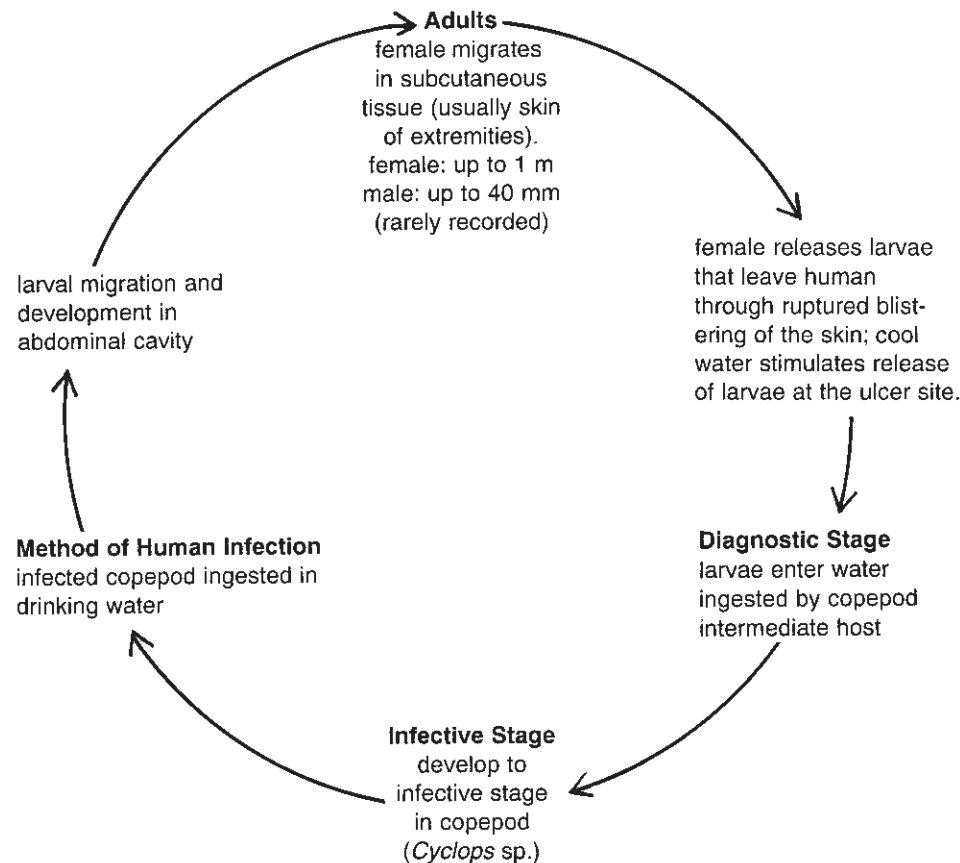 Adults
female migrates
in subcutaneous
tissue (usually skin
of extremities).
female: up to 1 m
male: up to 40 mm
(rarely recorded)
female releases larvae
that leave human
through ruptured blist-
ering of the skin; cool
water stimulates release
of larvae at the ulcer site.
Diagnostic Stage
larvae enter water
ingested by copepod
intermediate host
Infective Stage
develop to
infective stage
in copepod
(Cyclops sp.)
Method of Human Infection
infected copepod ingested in
drinking water
larval migration and
development in
abdominal cavity